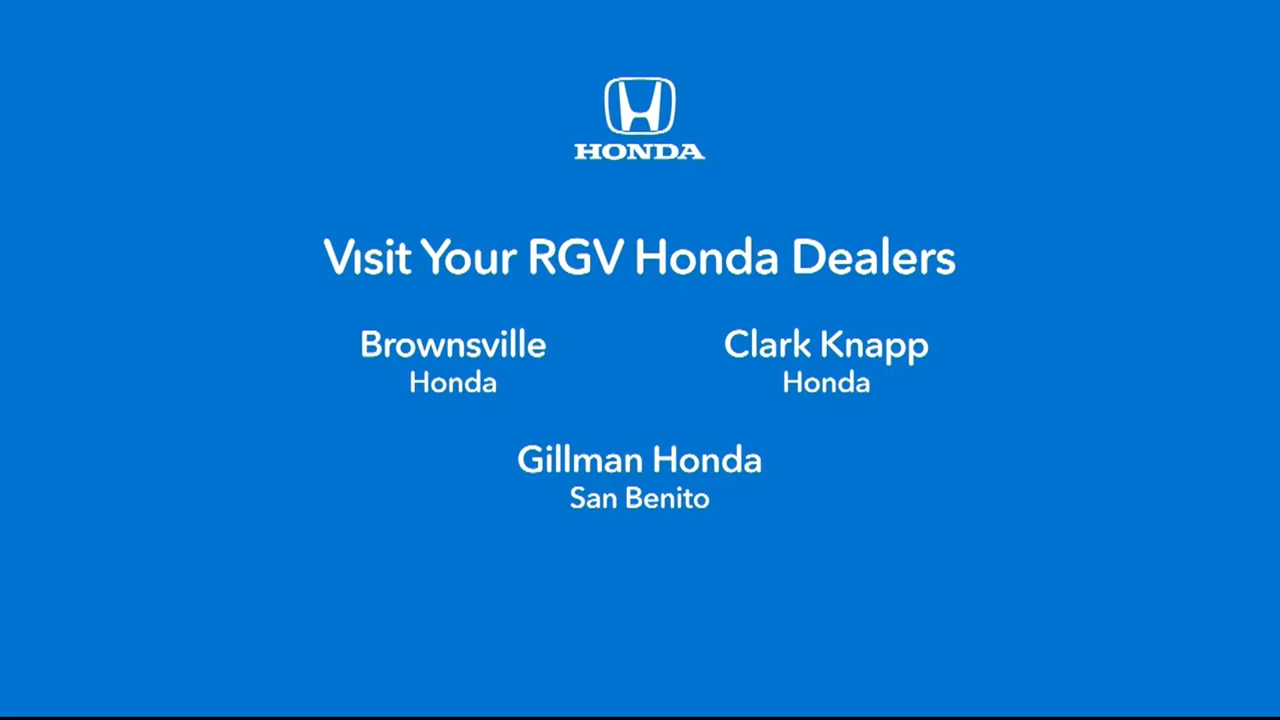 HONDA
Visit Your RGV Honda Dealers
Brownsville
Honda
Clark Knapp
Honda
Gillman Honda
San Benito